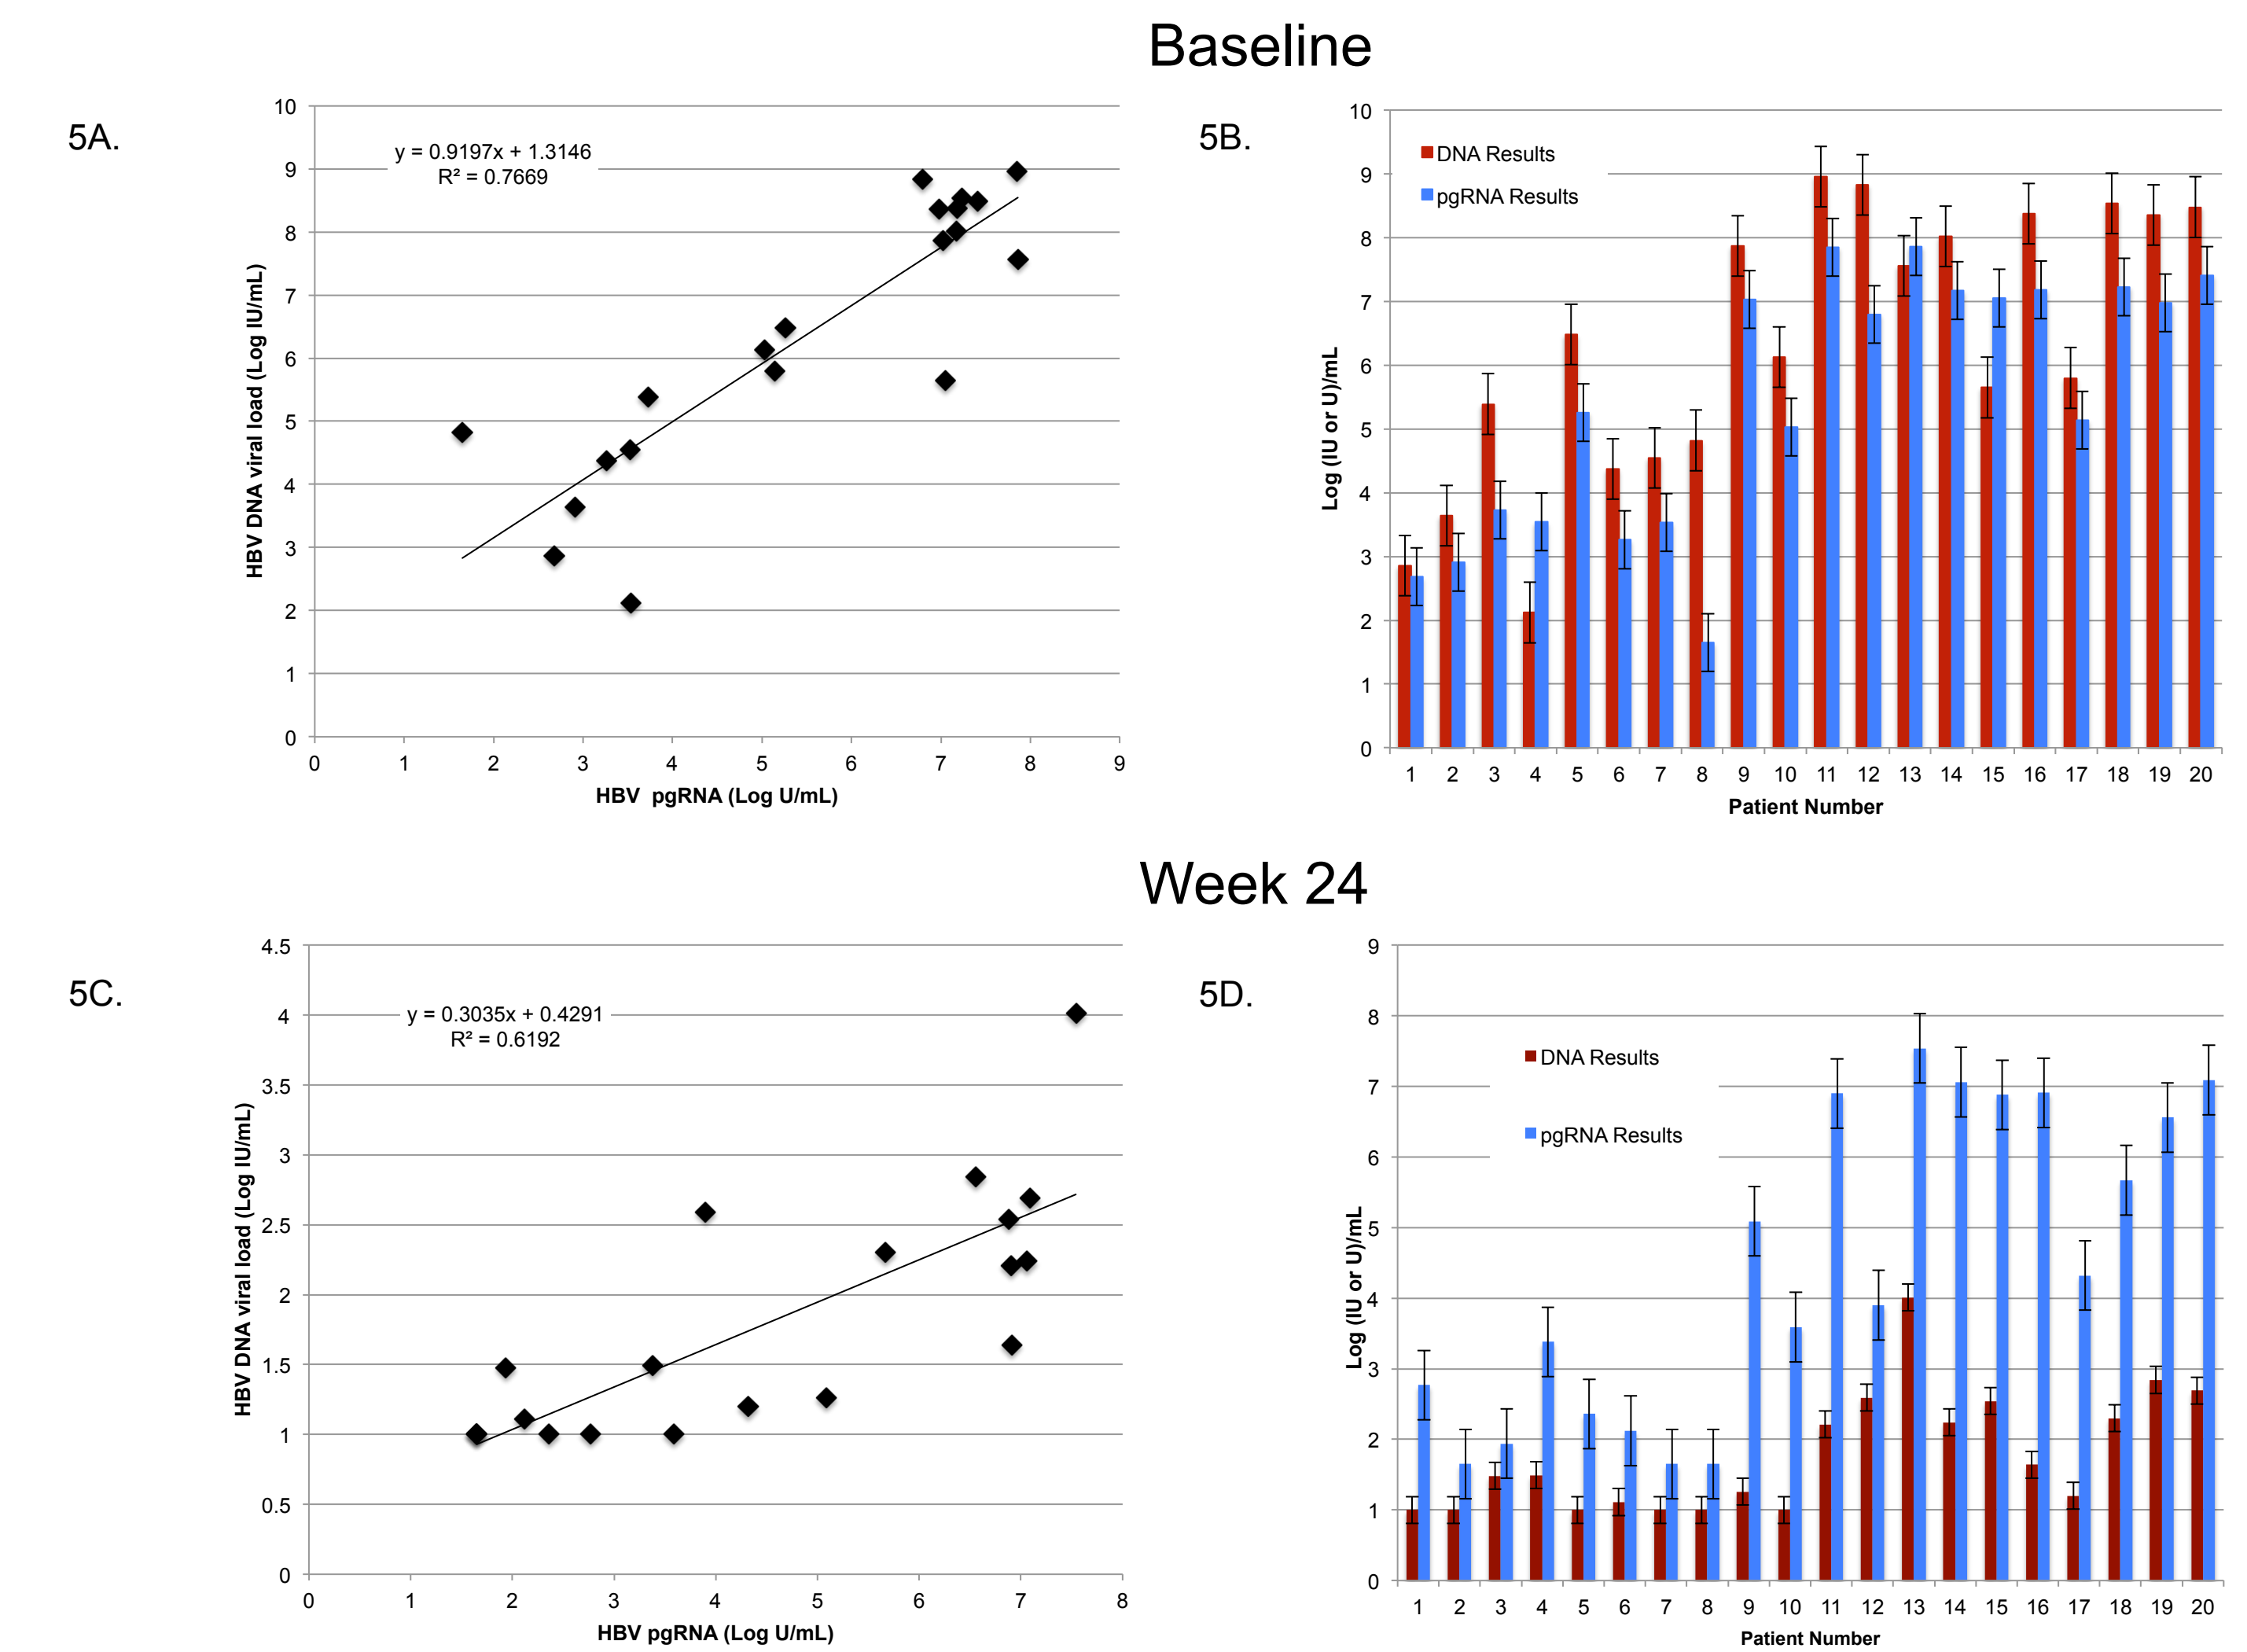 Baseline
5A.
10
9
8
7
6
5
4
3
2
1
0
y = 0.9197x + 1.3146
R² = 0.7669
HBV DNA viral load (Log IU/mL)
0 1 2 3 4 5 6 7 8 9
HBV pgRNA (Log U/mL)
5B.
10
9
8
7
6
5
4
3
2
1
0
DNA Results
pgRNA Results
Log (IU or U)/mL
1 2 3 4 5 6 7 8 9 10 11 12 13 14 15 16 17 18 19 20
Patient Number
Week 24
5C.
4.5
4
3.5
3
2.5
2
1.5
1
0.5
0
y = 0.3035x + 0.4291
R² = 0.6192
HBV DNA viral load (Log IU/mL)
0 1 2 3 4 5 6 7 8
HBV pgRNA (Log U/mL)
5D.
9
8
7
6
5
4
3
2
1
0
DNA Results
pgRNA Results
Log (IU or U)/mL
1 2 3 4 5 6 7 8 9 10 11 12 13 14 15 16 17 18 19 20
Patient Number